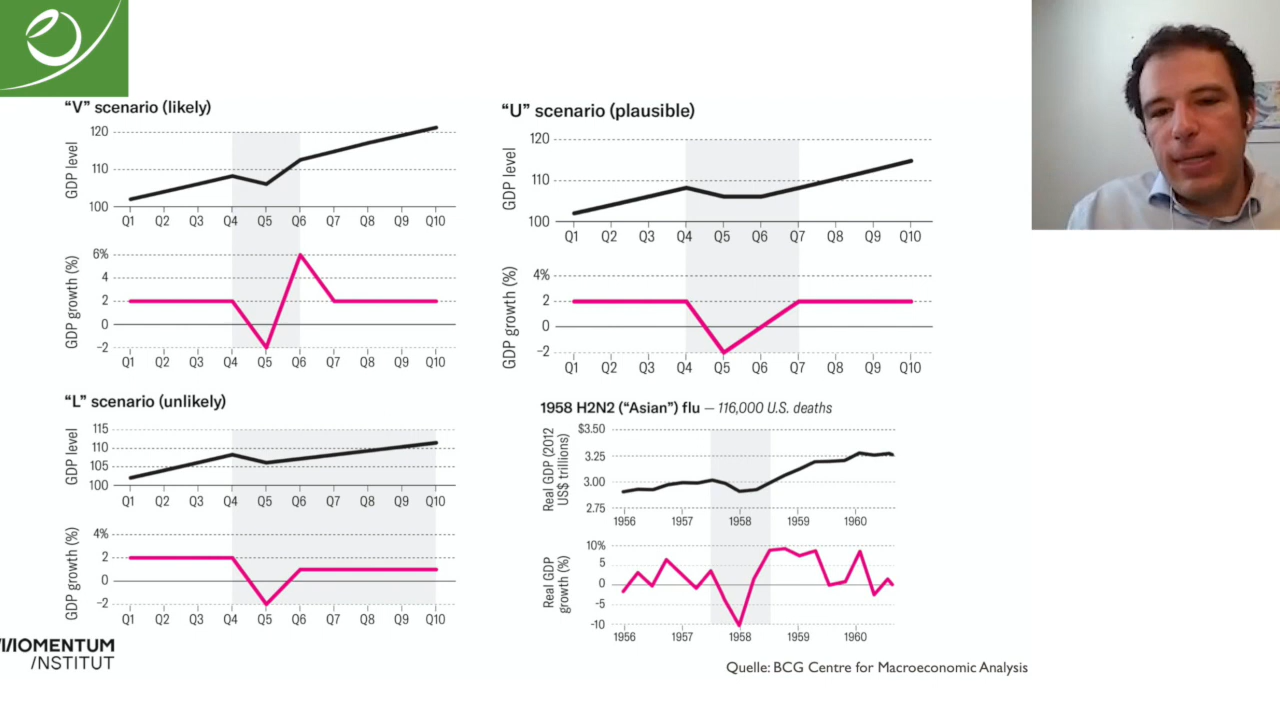 “V” scenario (likely)
GDP level
120
110
100
Q1 Q2 Q3 Q4 Q5 Q6 Q7 Q8 Q9 Q10
GDP growth (%)
6%
4
2
0
−2
Q1 Q2 Q3 Q4 Q5 Q6 Q7 Q8 Q9 Q10
“U” scenario (plausible)
GDP level
120
110
100
Q1 Q2 Q3 Q4 Q5 Q6 Q7 Q8 Q9 Q10
GDP growth (%)
4%
2
0
−2
Q1 Q2 Q3 Q4 Q5 Q6 Q7 Q8 Q9 Q10
“L” scenario (unlikely)
GDP level
115
110
105
100
Q1 Q2 Q3 Q4 Q5 Q6 Q7 Q8 Q9 Q10
GDP growth (%)
4%
2
0
−2
Q1 Q2 Q3 Q4 Q5 Q6 Q7 Q8 Q9 Q10
1958 H2N2 (“Asian”) flu — 116,000 U.S. deaths
Real GDP (2012
US$ trillions)
$3.50
3.25
3.00
2.75
1956 1957 1958 1959 1960
Real GDP
growth (%)
10%
5
0
-5
-10
1956 1957 1958 1959 1960
MOMENTUM
/NSTITUT
Quelle: BCG Centre for Macroeconomic Analysis